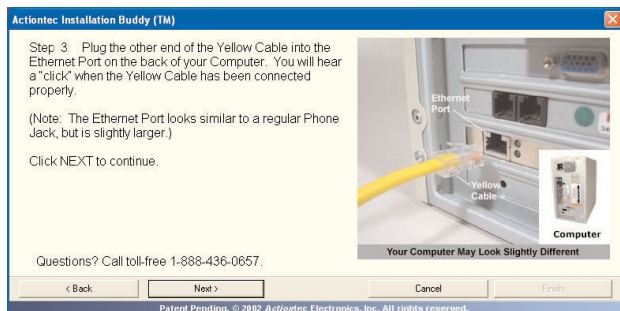 Actiontec Installation Buddy (TM)
Step 3: Plug the other end of the Yellow Cable into the
Ethernet Port on the back of your Computer. You will hear
a "click" when the Yellow Cable has been connected
properly.
(Note: The Ethernet Port looks similar to a regular Phone
Jack, but is slightly larger.)
Click NEXT to continue.
Questions? Call toll-free 1-888-436-0657.
Ethernet
Port
Yellow
Cable
Computer
Your Computer May Look Slightly Different
< Back
Next >
Cancel
Finish
Patent Pending. © 2002 Actiontec Electronics, Inc. All rights reserved.